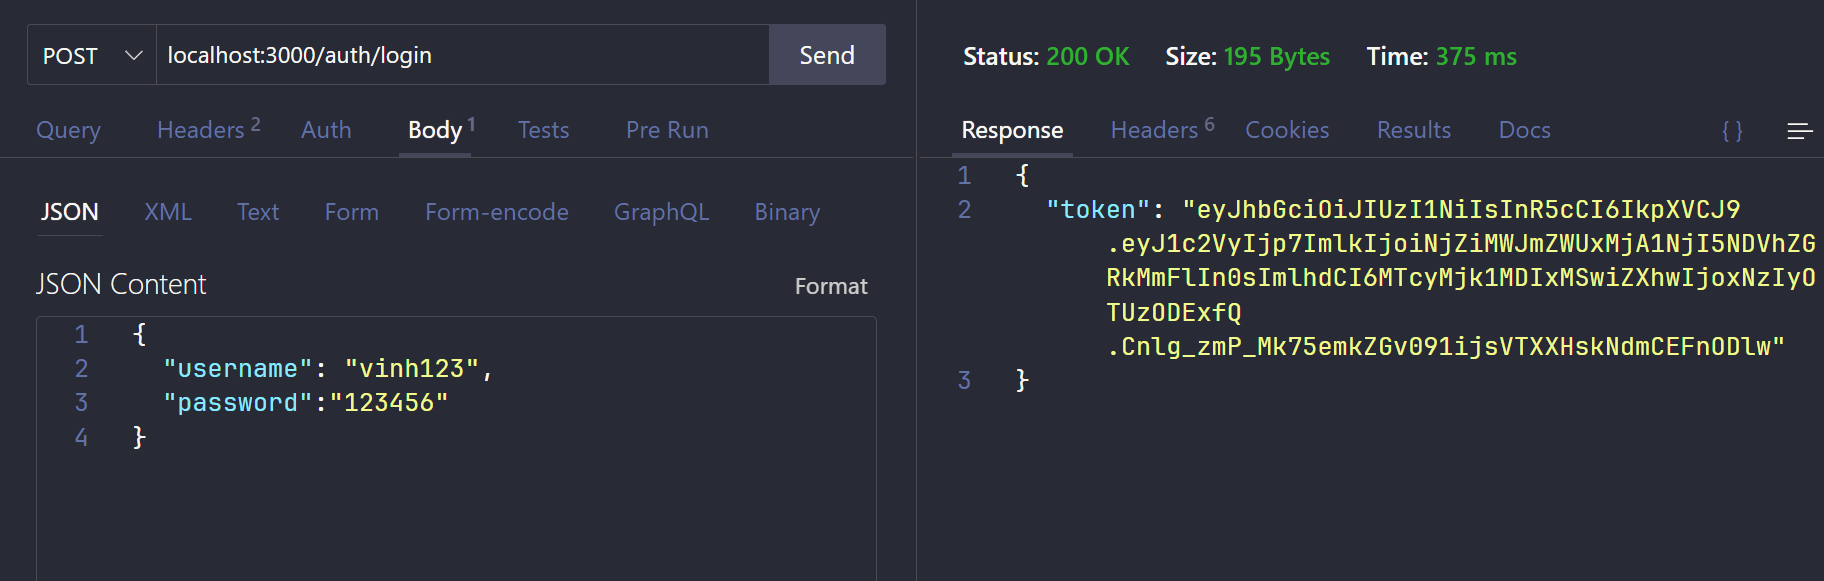 POST localhost:3000/auth/login Send
Query Headers 2 Auth Body 1 Tests Pre Run
JSON XML Text Form Form-encode GraphQL Binary
JSON Content Format
1 {
2 "username": "vinh123",
3 "password":"123456"
4 }
Status: 200 OK Size: 195 Bytes Time: 375 ms
Response Headers 6 Cookies Results Docs { }
1 {
2 "token": "eyJhbGciOiJIUzI1NiIsInR5cCI6IkpXVCJ9
.eyJ1c2VyIjp7ImlkIjoiNjZiMWJmZWUxMjA1NjI5NDVhZG
RkMmFlIn0sImlhdCI6MTcyMjk1MDIxMSwiZXhwIjoxNzIyO
TUzODExfQ
.Cnlg_zmP_Mk75emkZGv091ijsVTXXHskNdmCEFnODlw"
3 }